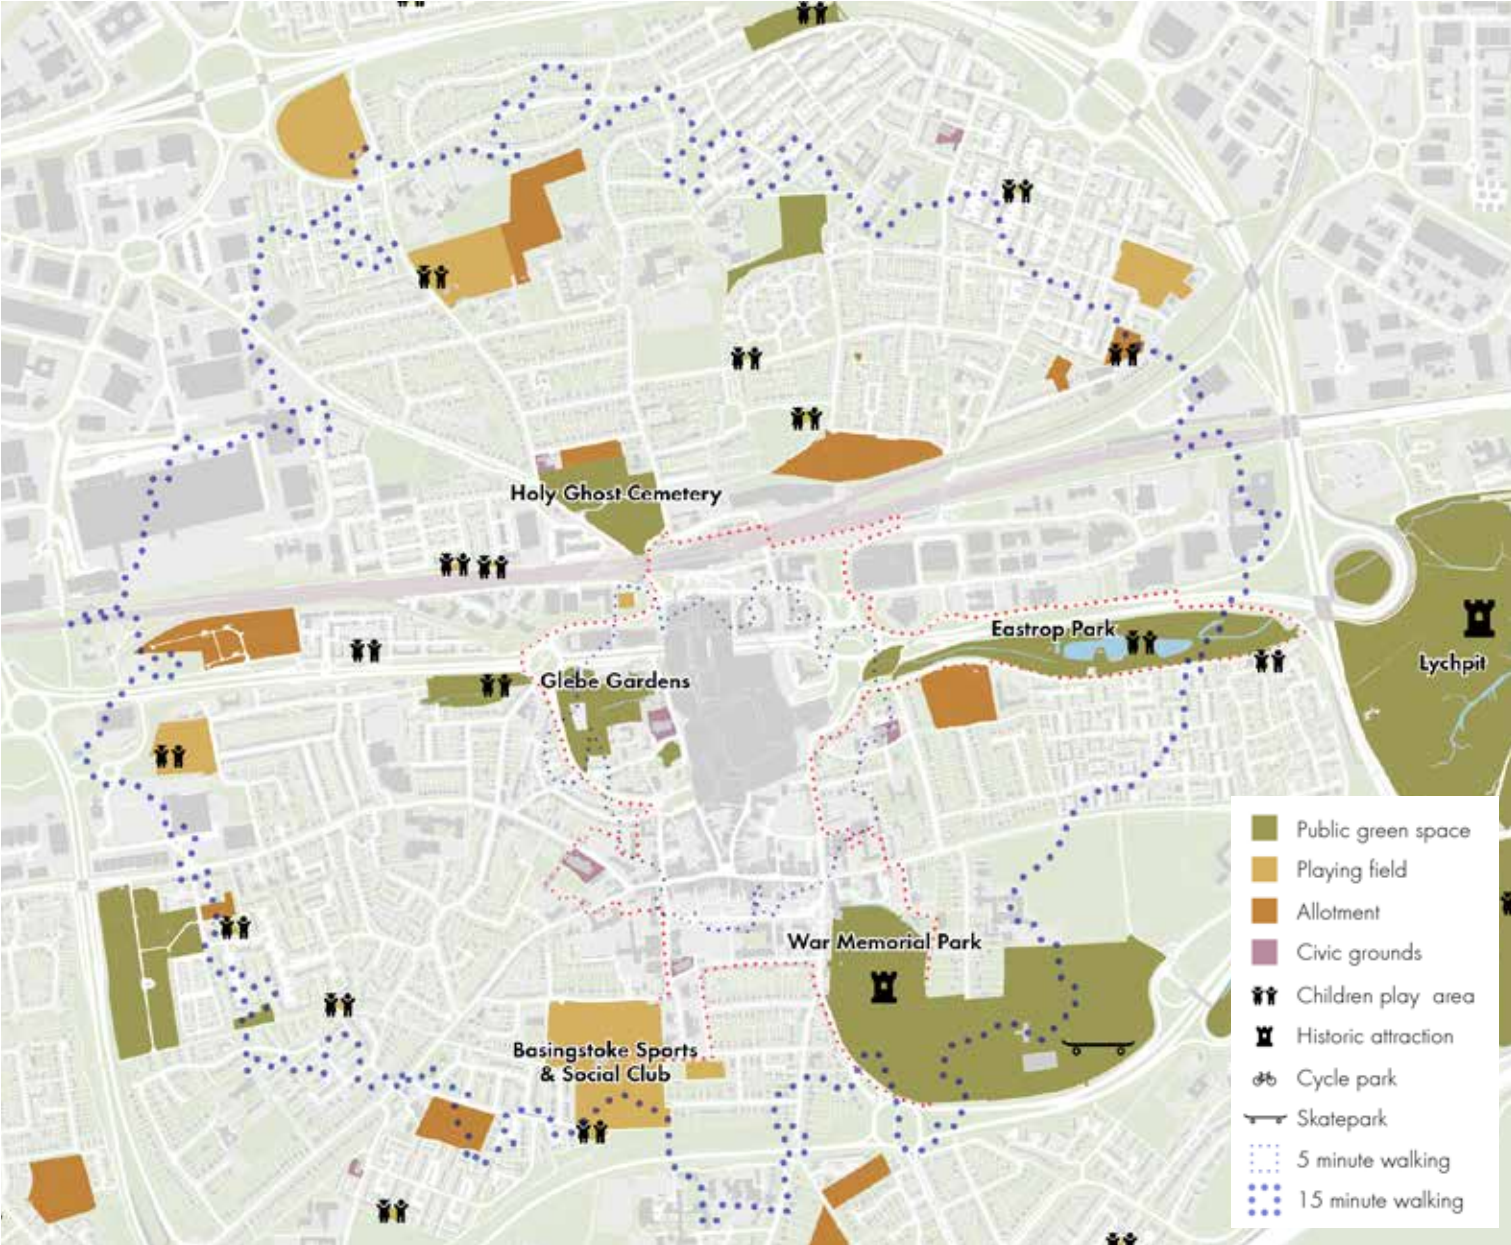 Holy Ghost Cemetery
Eastrop Park
Lychpit
Glebe Gardens
War Memorial Park
Basingstoke Sports
& Social Club
Public green space
Playing field
Allotment
Civic grounds
Children play area
Historic attraction
Cycle park
Skatepark
5 minute walking
15 minute walking